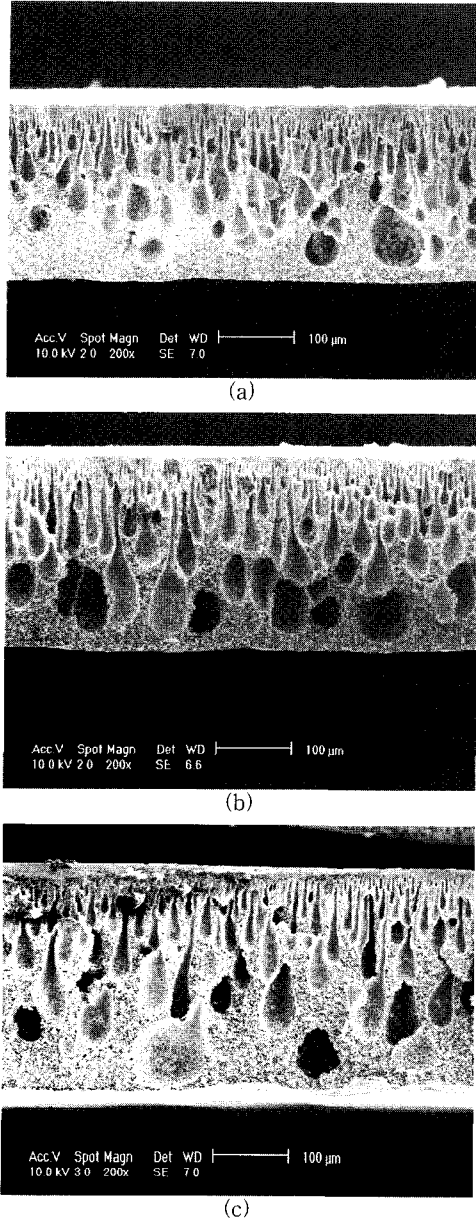 Acc.V Spot Magn Det WD 100 μm
10.0 kV 2.0 200x SE 7.0
(a)
Acc.V Spot Magn Det WD 100 μm
10.0 kV 2.0 200x SE 6.6
(b)
Acc.V Spot Magn Det WD 100 μm
10.0 kV 3.0 200x SE 7.0
(c)